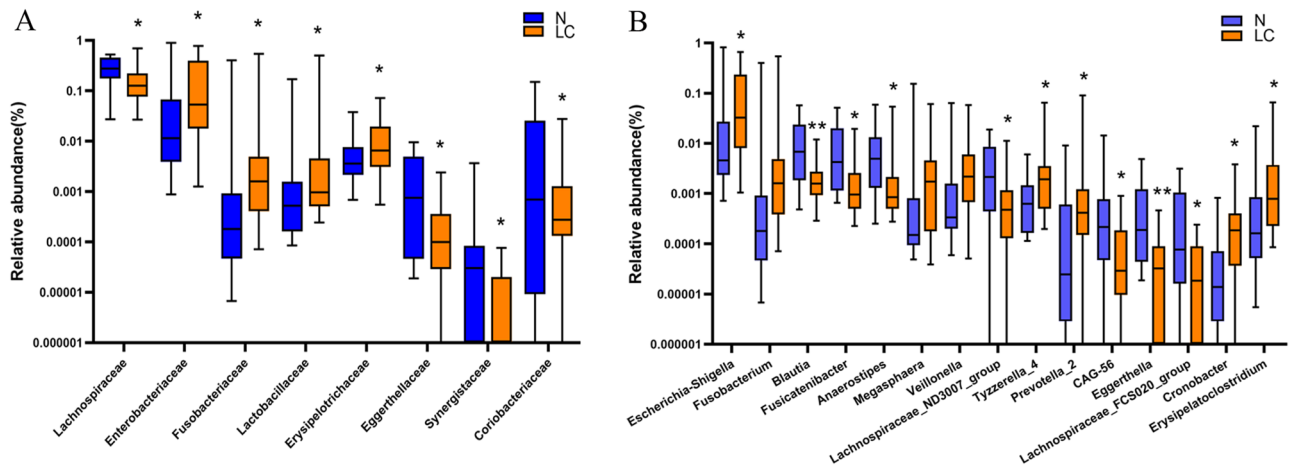 A
N
LC
Relative abundance(%)
1
0.1
0.01
0.001
0.0001
0.00001
0.000001
* * * * * * * *
Lachnospiraceae
Enterobacteriaceae
Fusobacteriaceae
Lactobacillaceae
Erysipelotrichaceae
Eggerthellaceae
Synergistaceae
Coriobacteriaceae
B
N
LC
Relative abundance(%)
1
0.1
0.01
0.001
0.0001
0.00001
0.000001
* ** * * * * * * ** * * *
Escherichia-Shigella
Fusobacterium
Blautia
Fusicatenibacter
Anaerostipes
Megasphaera
Veillonella
Lachnospiraceae_ND3007_group
Tyzzerella_4
Prevotella_2
CAG-56
Eggerthella
Lachnospiraceae_FCS020_group
Cronobacter
Erysipelatoclostridium